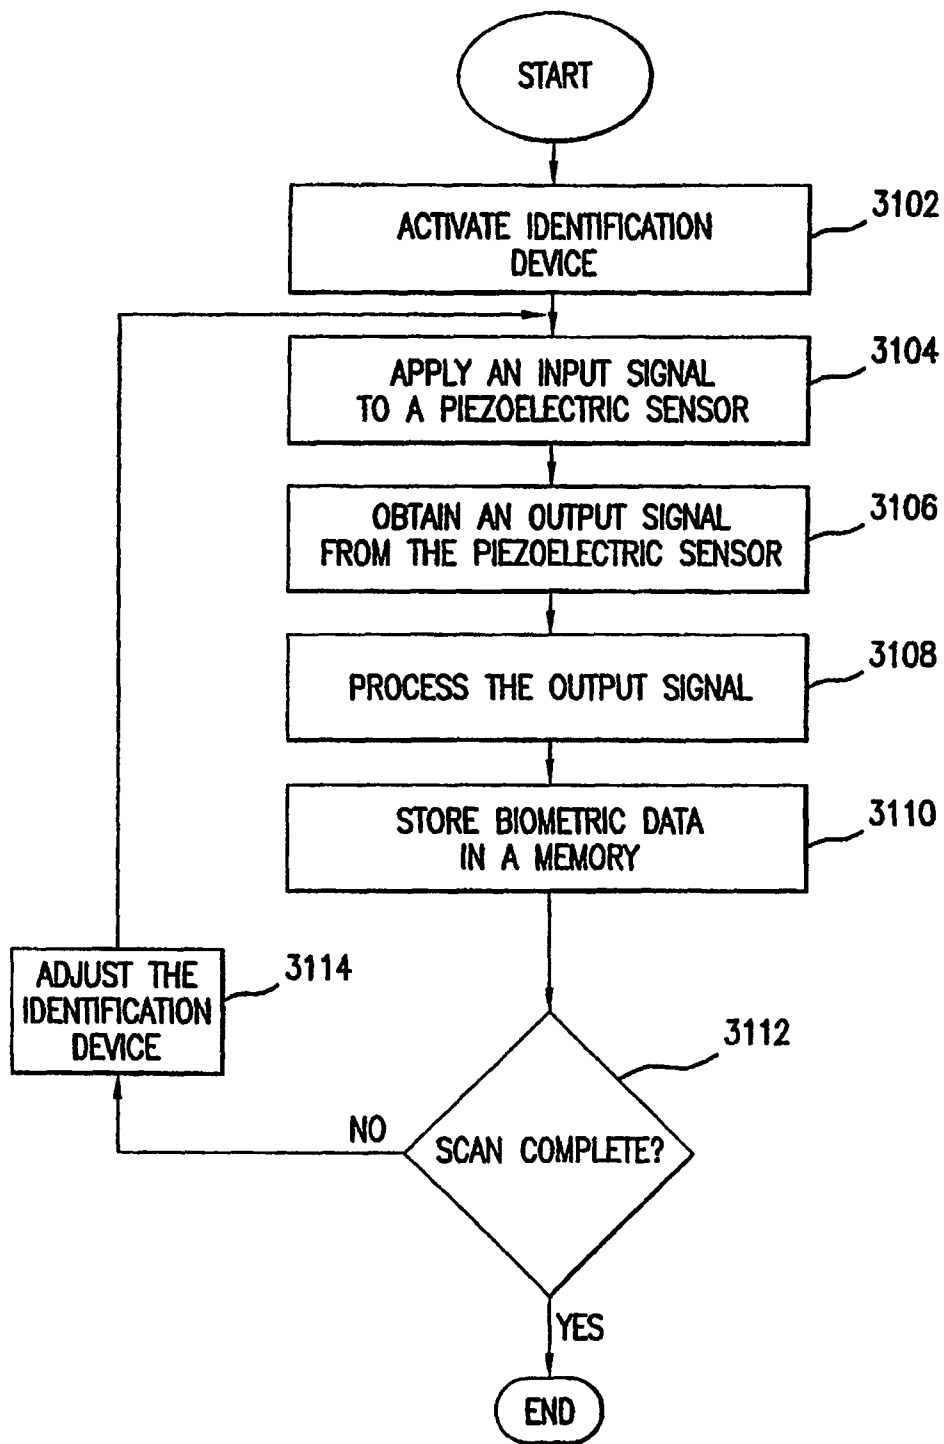 START
ACTIVATE IDENTIFICATION
DEVICE
3102
APPLY AN INPUT SIGNAL
TO A PIEZOELECTRIC SENSOR
3104
OBTAIN AN OUTPUT SIGNAL
FROM THE PIEZOELECTRIC SENSOR
3106
PROCESS THE OUTPUT SIGNAL
3108
STORE BIOMETRIC DATA
IN A MEMORY
3110
ADJUST THE
IDENTIFICATION
DEVICE
3114
3112
SCAN COMPLETE?
NO
YES
END